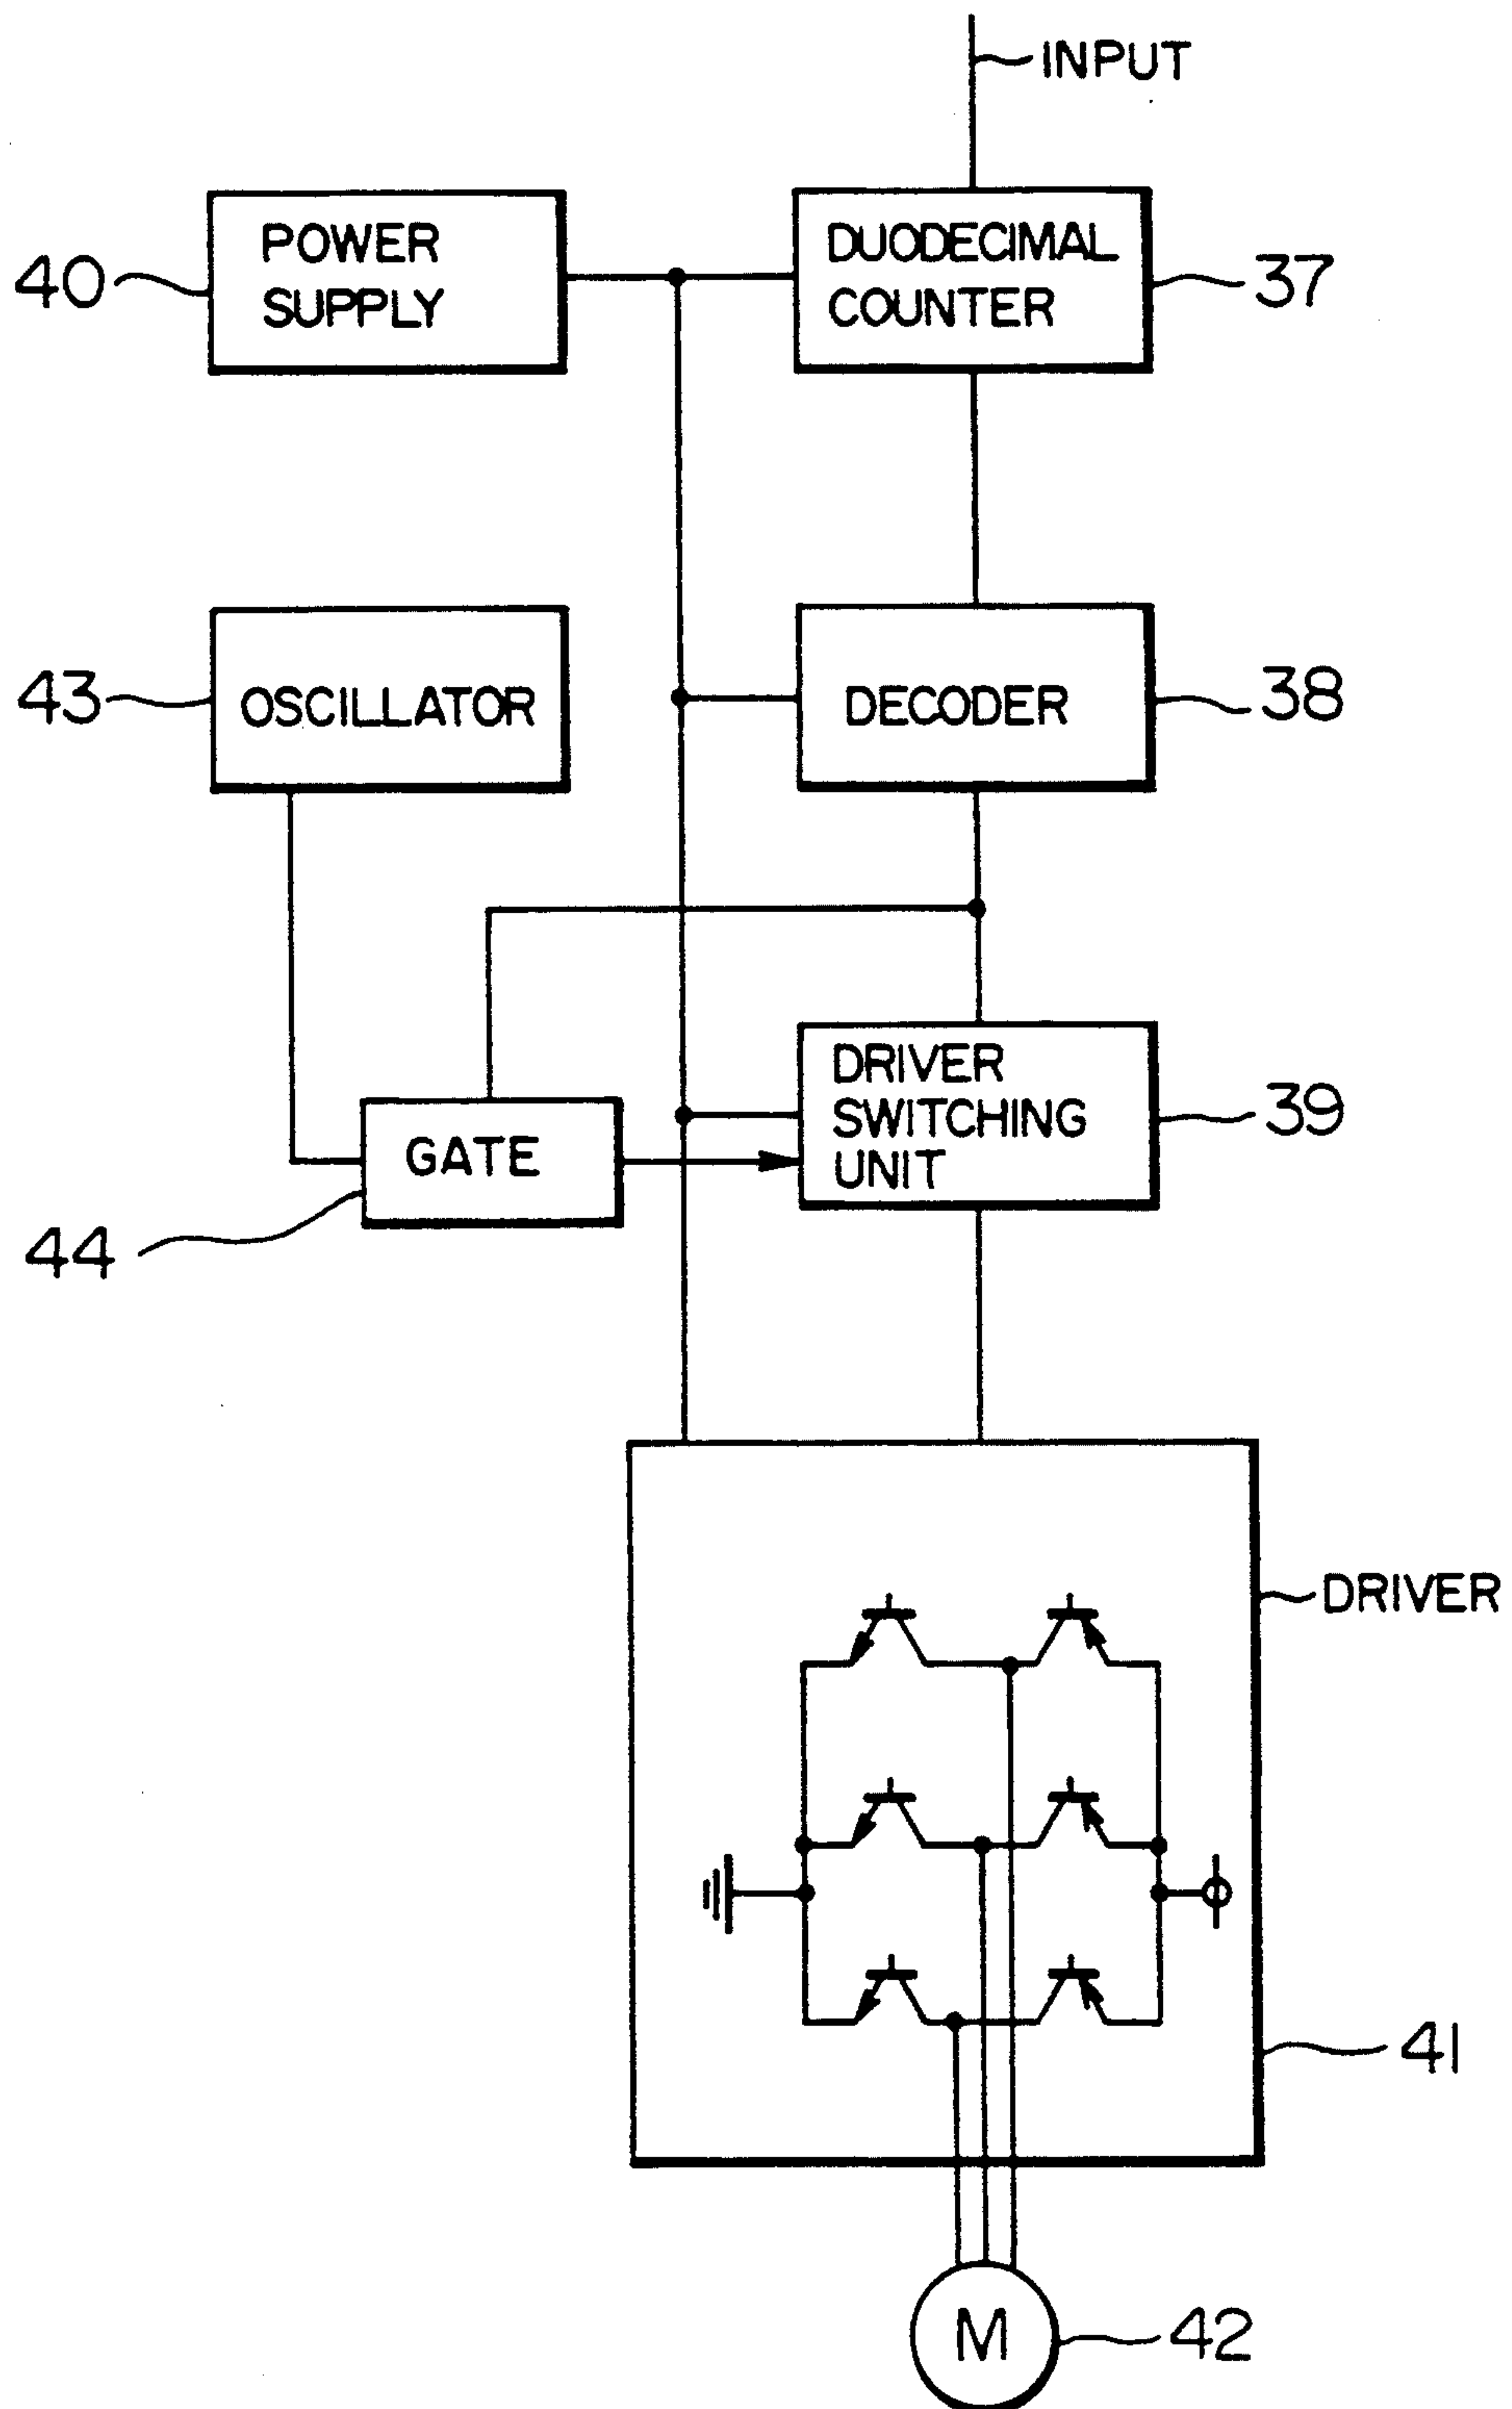 INPUT
POWER
SUPPLY
40
DUODECIMAL
COUNTER
37
OSCILLATOR
43
DECODER
38
DRIVER
SWITCHING
UNIT
39
GATE
44
DRIVER
41
M
42